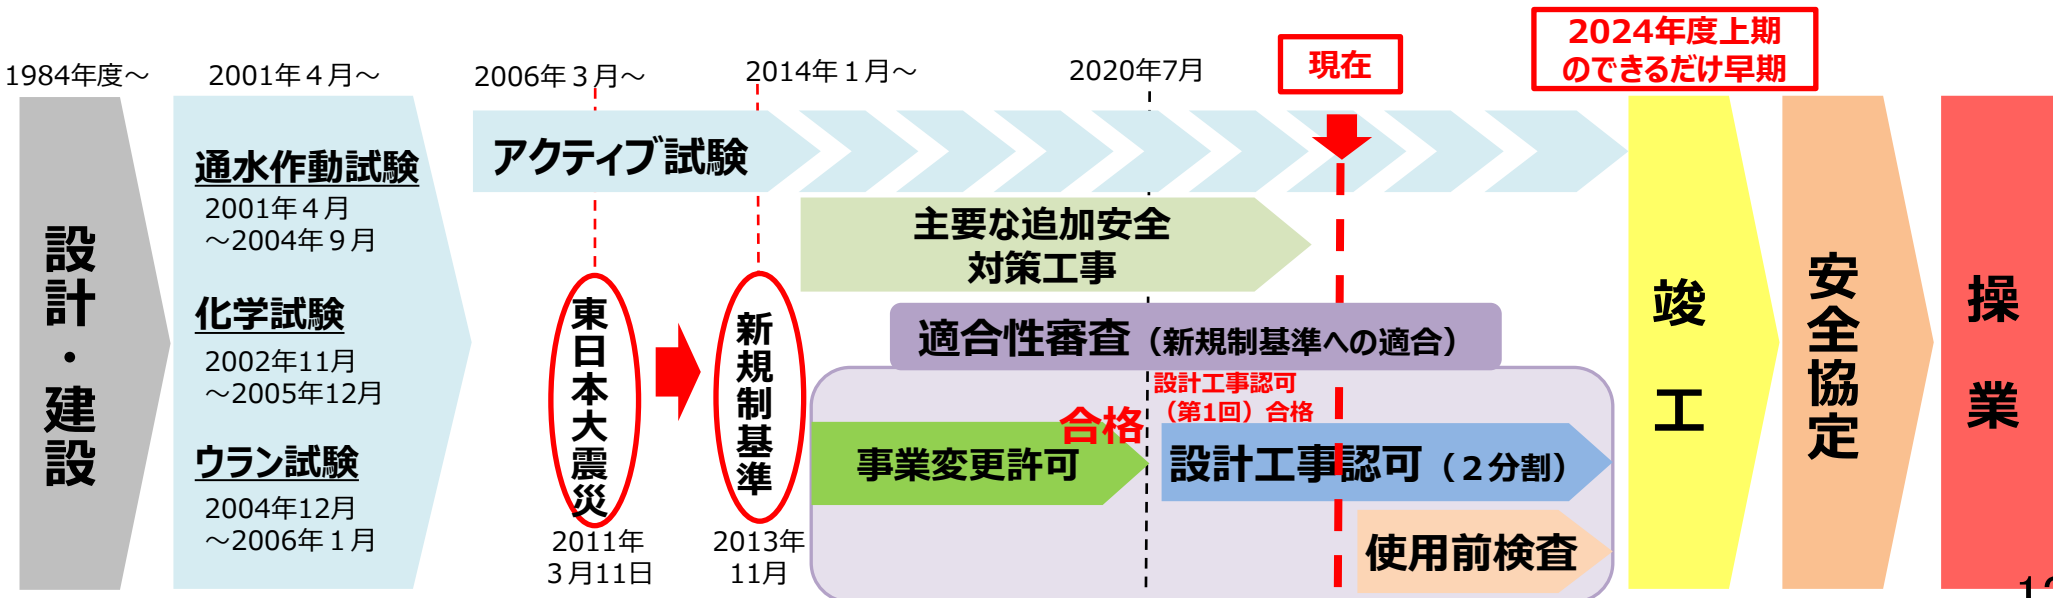 1984年度～
設計・建設
2001年４月～
通水作動試験
2001年４月
～2004年９月
化学試験
2002年11月
～2005年12月
ウラン試験
2004年12月
～2006年１月
2006年３月～
2014年１月～
2020年7月
現在
2024年度上期
のできるだけ早期
アクティブ試験
主要な追加安全
対策工事
東日本大震災
2011年
３月11日
新規制基準
2013年
11月
適合性審査（新規制基準への適合）
合格
設計工事認可
（第1回）合格
事業変更許可
設計工事認可（２分割）
使用前検査
竣工
安全協定
操業